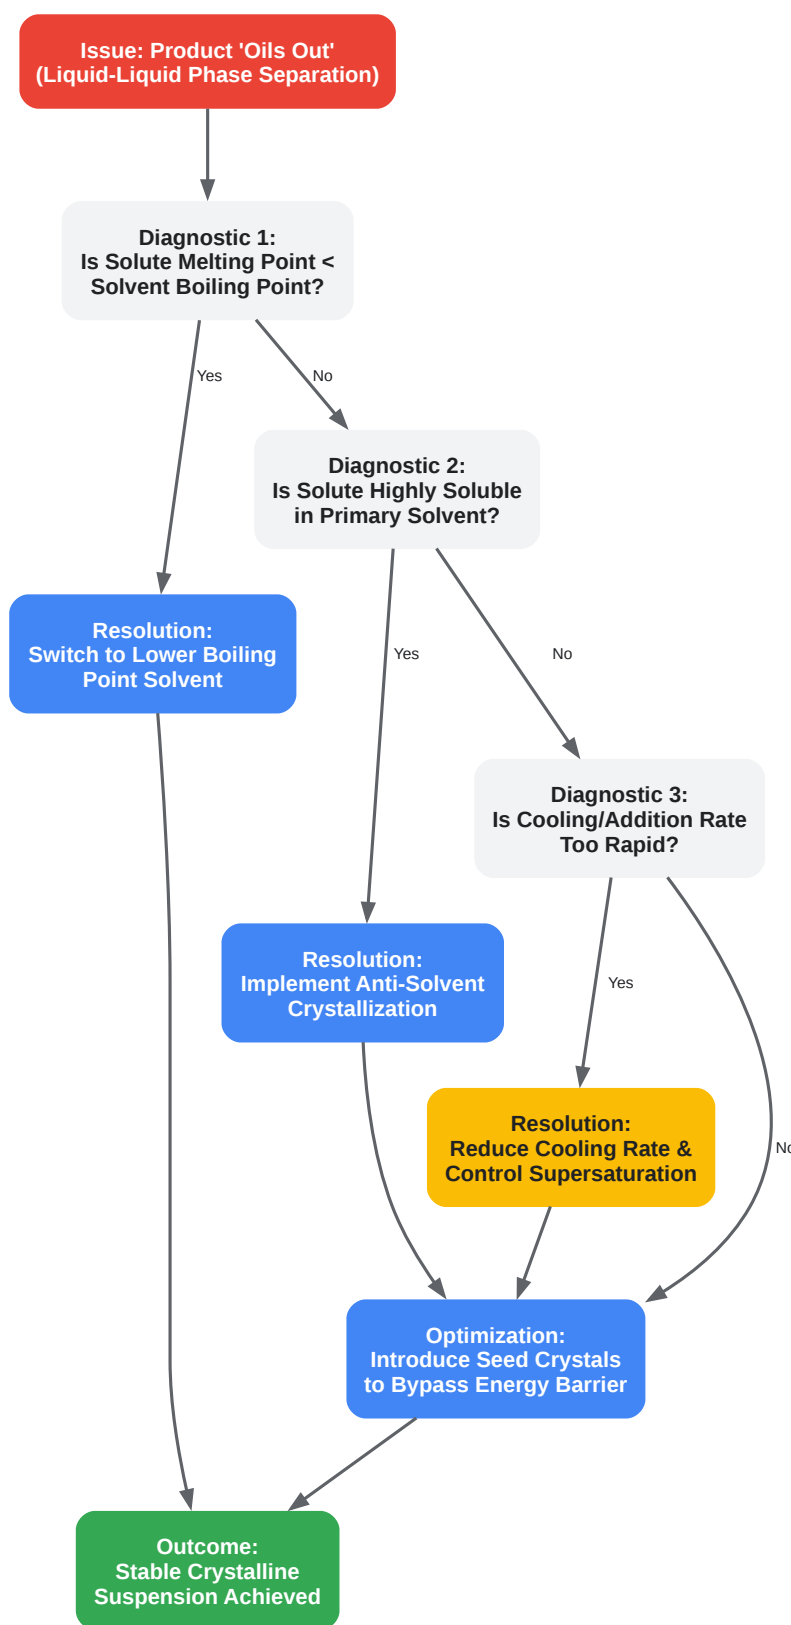 Issue: Product 'Oils Out'
(Liquid-Liquid Phase Separation)
Diagnostic 1:
Is Solute Melting Point <
Solvent Boiling Point?
Yes
No
Diagnostic 2:
Is Solute Highly Soluble
in Primary Solvent?
Resolution:
Switch to Lower Boiling
Point Solvent
Yes
No
Diagnostic 3:
Is Cooling/Addition Rate
Too Rapid?
Resolution:
Implement Anti-Solvent
Crystallization
Yes
Resolution:
Reduce Cooling Rate &
Control Supersaturation
No
Optimization:
Introduce Seed Crystals
to Bypass Energy Barrier
Outcome:
Stable Crystalline
Suspension Achieved